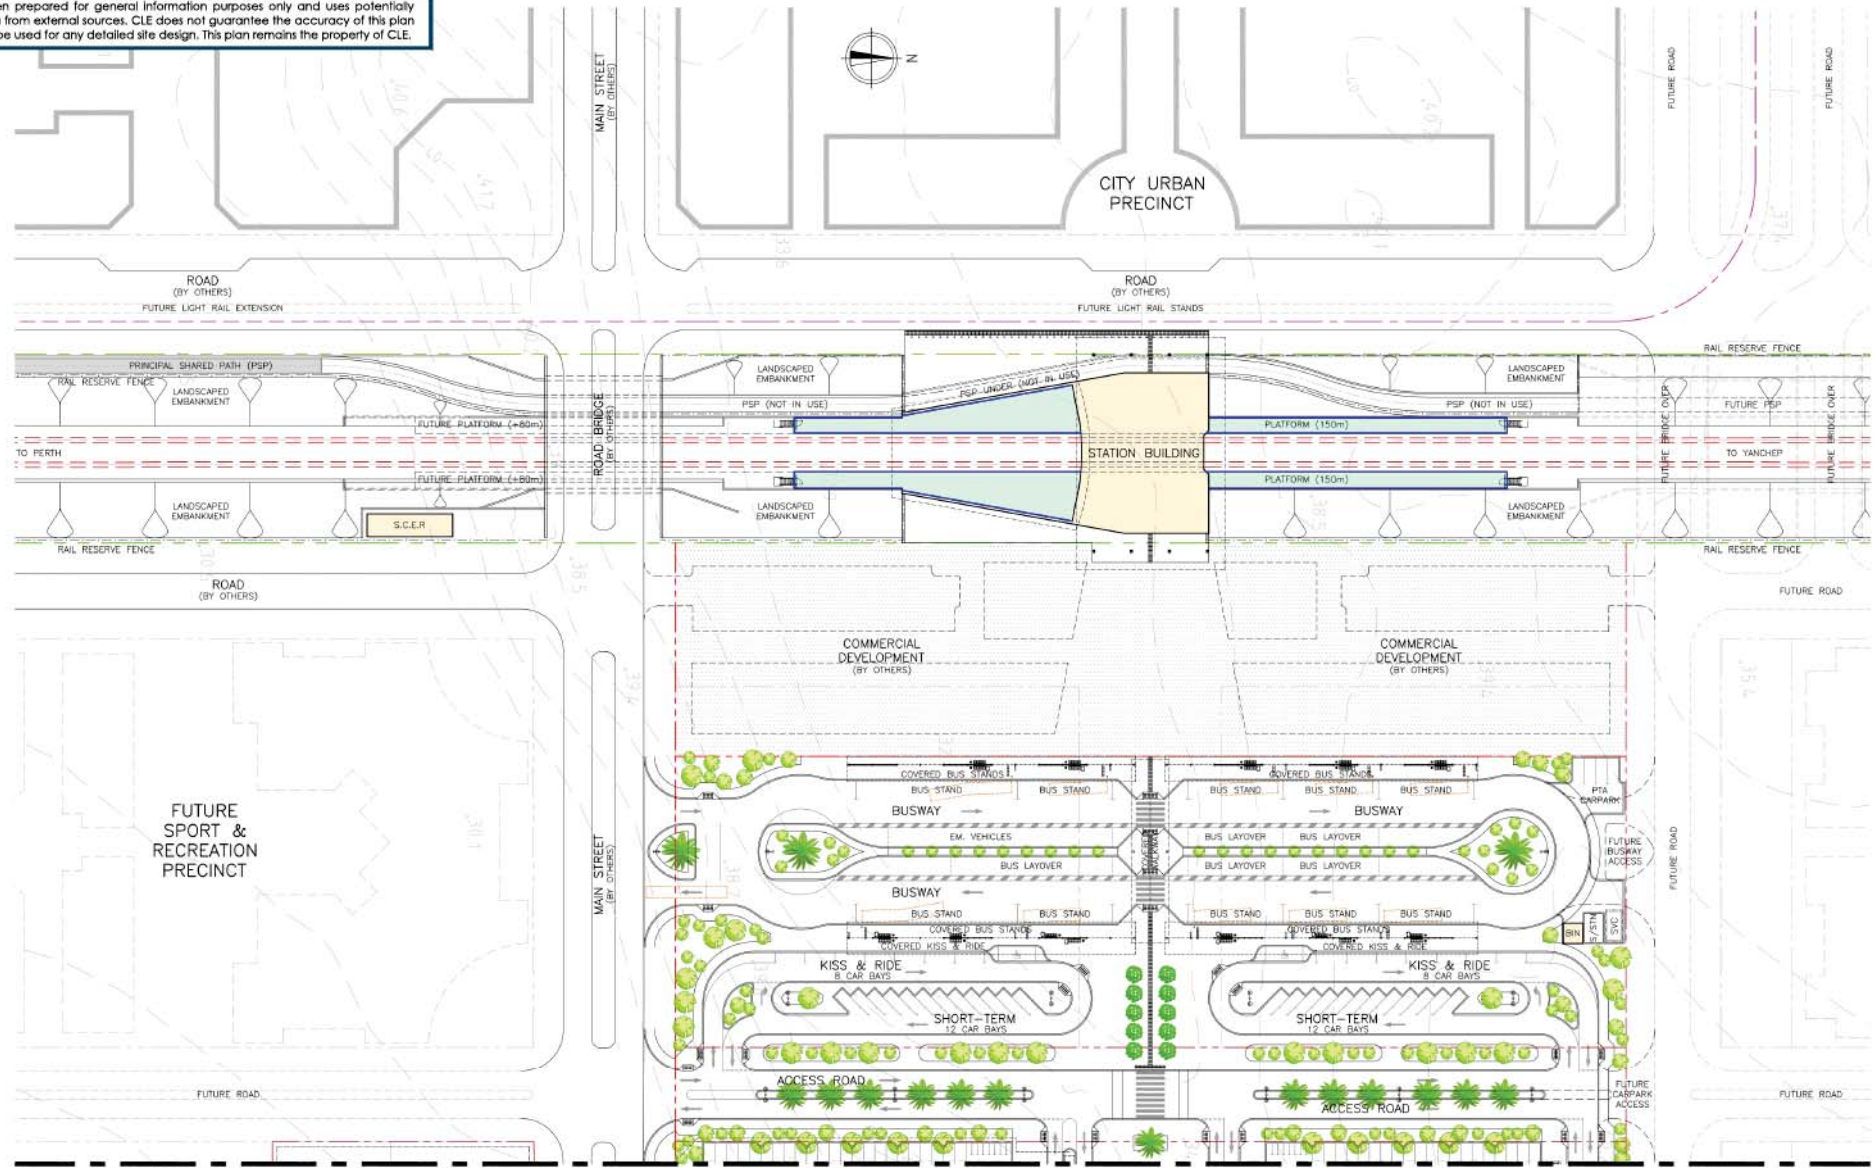 en prepared for general information purposes only and uses potentially
from external sources. CLE does not guarantee the accuracy of this plan
be used for any detailed site design. This plan remains the property of CLE.
N
MAIN STREET
(BY OTHERS)
FUTURE ROAD
FUTURE ROAD
CITY URBAN
PRECINCT
ROAD
(BY OTHERS)
FUTURE LIGHT RAIL EXTENSION
ROAD
(BY OTHERS)
FUTURE LIGHT RAIL STANDS
PRINCIPAL SHARED PATH (PSP)
RAIL RESERVE FENCE
LANDSCAPED
EMBANKMENT
LANDSCAPED
EMBANKMENT
PSP (NOT IN USE)
PSP UNDER (NOT IN USE)
LANDSCAPED
EMBANKMENT
PSP (NOT IN USE)
RAIL RESERVE FENCE
FUTURE PSP
FUTURE PLATFORM (+80m)
PLATFORM (150m)
TO PERTH
ROAD BRIDGE
(BY OTHERS)
STATION BUILDING
FUTURE BRIDGE OVER
TO YANCHEP
FUTURE BRIDGE OVER
FUTURE PLATFORM (+80m)
PLATFORM (150m)
LANDSCAPED
EMBANKMENT
S.C.E.R
LANDSCAPED
EMBANKMENT
LANDSCAPED
EMBANKMENT
RAIL RESERVE FENCE
RAIL RESERVE FENCE
ROAD
(BY OTHERS)
FUTURE ROAD
COMMERCIAL
DEVELOPMENT
(BY OTHERS)
COMMERCIAL
DEVELOPMENT
(BY OTHERS)
FUTURE
SPORT &
RECREATION
PRECINCT
MAIN STREET
(BY OTHERS)
COVERED BUS STANDS
COVERED BUS STANDS
BUS STAND
BUS STAND
BUS STAND
BUS STAND
BUS STAND
PTA
CARPARK
BUSWAY
BUSWAY
EM. VEHICLES
BUS LAYOVER
BUS LAYOVER
BUS LAYOVER
BUS LAYOVER
BUS LAYOVER
FUTURE
BUSWAY
ACCESS
FUTURE ROAD
BUSWAY
BUS STAND
BUS STAND
BUS STAND
BUS STAND
BUS STAND
COVERED BUS STANDS
COVERED BUS STANDS
BIN
S/STN
SVC
COVERED KISS & RIDE
COVERED KISS & RIDE
KISS & RIDE
8 CAR BAYS
KISS & RIDE
8 CAR BAYS
SHORT-TERM
12 CAR BAYS
SHORT-TERM
12 CAR BAYS
FUTURE ROAD
ACCESS ROAD
ACCESS ROAD
FUTURE
CARPARK
ACCESS
FUTURE ROAD